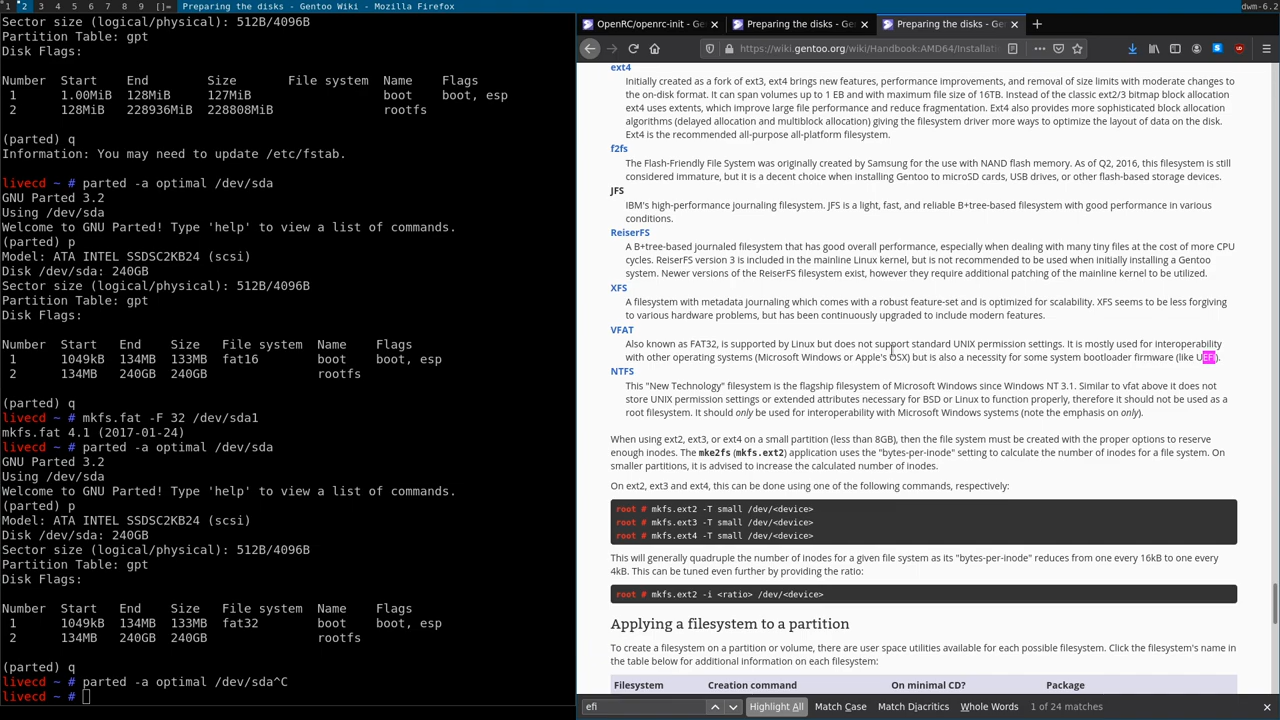 1 2 3 4 5 6 7 8 9 []= Preparing the disks - Gentoo Wiki - Mozilla Firefox dwm-6.2
Sector size (logical/physical): 512B/4096B
Partition Table: gpt
Disk Flags:
Number Start End Size File system Name Flags
1 1.00MiB 128MiB 127MiB boot boot, esp
2 128MiB 228936MiB 228808MiB rootfs
(parted) q
Information: You may need to update /etc/fstab.
livecd ~ # parted -a optimal /dev/sda
GNU Parted 3.2
Using /dev/sda
Welcome to GNU Parted! Type 'help' to view a list of commands.
(parted) p
Model: ATA INTEL SSDSC2KB24 (scsi)
Disk /dev/sda: 240GB
Sector size (logical/physical): 512B/4096B
Partition Table: gpt
Disk Flags:
Number Start End Size File system Name Flags
1 1049kB 134MB 133MB fat16 boot boot, esp
2 134MB 240GB 240GB rootfs
(parted) q
livecd ~ # mkfs.fat -F 32 /dev/sda1
mkfs.fat 4.1 (2017-01-24)
livecd ~ # parted -a optimal /dev/sda
GNU Parted 3.2
Using /dev/sda
Welcome to GNU Parted! Type 'help' to view a list of commands.
(parted) p
Model: ATA INTEL SSDSC2KB24 (scsi)
Disk /dev/sda: 240GB
Sector size (logical/physical): 512B/4096B
Partition Table: gpt
Disk Flags:
Number Start End Size File system Name Flags
1 1049kB 134MB 133MB fat32 boot boot, esp
2 134MB 240GB 240GB rootfs
(parted) q
livecd ~ # parted -a optimal /dev/sda^C
livecd ~ #
OpenRC/openrc-init - Ge Preparing the disks - Gen Preparing the disks - Gen
https://wiki.gentoo.org/wiki/Handbook:AMD64/Installati
ext4
Initially created as a fork of ext3, ext4 brings new features, performance improvements, and removal of size limits with moderate changes to
the on-disk format. It can span volumes up to 1 EB and with maximum file size of 16TB. Instead of the classic ext2/3 bitmap block allocation
ext4 uses extents, which improve large file performance and reduce fragmentation. Ext4 also provides more sophisticated block allocation
algorithms (delayed allocation and multiblock allocation) giving the filesystem driver more ways to optimize the layout of data on the disk.
Ext4 is the recommended all-purpose all-platform filesystem.
f2fs
The Flash-Friendly File System was originally created by Samsung for the use with NAND flash memory. As of Q2, 2016, this filesystem is still
considered immature, but it is a decent choice when installing Gentoo to microSD cards, USB drives, or other flash-based storage devices.
JFS
IBM's high-performance journaling filesystem. JFS is a light, fast, and reliable B+tree-based filesystem with good performance in various
conditions.
ReiserFS
A B+tree-based journaled filesystem that has good overall performance, especially when dealing with many tiny files at the cost of more CPU
cycles. ReiserFS version 3 is included in the mainline Linux kernel, but is not recommended to be used when initially installing a Gentoo
system. Newer versions of the ReiserFS filesystem exist, however they require additional patching of the mainline kernel to be utilized.
XFS
A filesystem with metadata journaling which comes with a robust feature-set and is optimized for scalability. XFS seems to be less forgiving
to various hardware problems, but has been continuously upgraded to include modern features.
VFAT
Also known as FAT32, is supported by Linux but does not support standard UNIX permission settings. It is mostly used for interoperability
with other operating systems (Microsoft Windows or Apple's OSX) but is also a necessity for some system bootloader firmware (like UEFI).
NTFS
This "New Technology" filesystem is the flagship filesystem of Microsoft Windows since Windows NT 3.1. Similar to vfat above it does not
store UNIX permission settings or extended attributes necessary for BSD or Linux to function properly, therefore it should not be used as a
root filesystem. It should only be used for interoperability with Microsoft Windows systems (note the emphasis on only).
When using ext2, ext3, or ext4 on a small partition (less than 8GB), then the file system must be created with the proper options to reserve
enough inodes. The mke2fs (mkfs.ext2) application uses the "bytes-per-inode" setting to calculate the number of inodes for a file system. On
smaller partitions, it is advised to increase the calculated number of inodes.
On ext2, ext3 and ext4, this can be done using one of the following commands, respectively:
root # mkfs.ext2 -T small /dev/<device>
root # mkfs.ext3 -T small /dev/<device>
root # mkfs.ext4 -T small /dev/<device>
This will generally quadruple the number of inodes for a given file system as its "bytes-per-inode" reduces from one every 16kB to one every
4kB. This can be tuned even further by providing the ratio:
root # mkfs.ext2 -i <ratio> /dev/<device>
Applying a filesystem to a partition
To create a filesystem on a partition or volume, there are user space utilities available for each possible filesystem. Click the filesystem's name in
the table below for additional information on each filesystem:
Filesystem Creation command On minimal CD? Package
efi Highlight All Match Case Match Diacritics Whole Words 1 of 24 matches